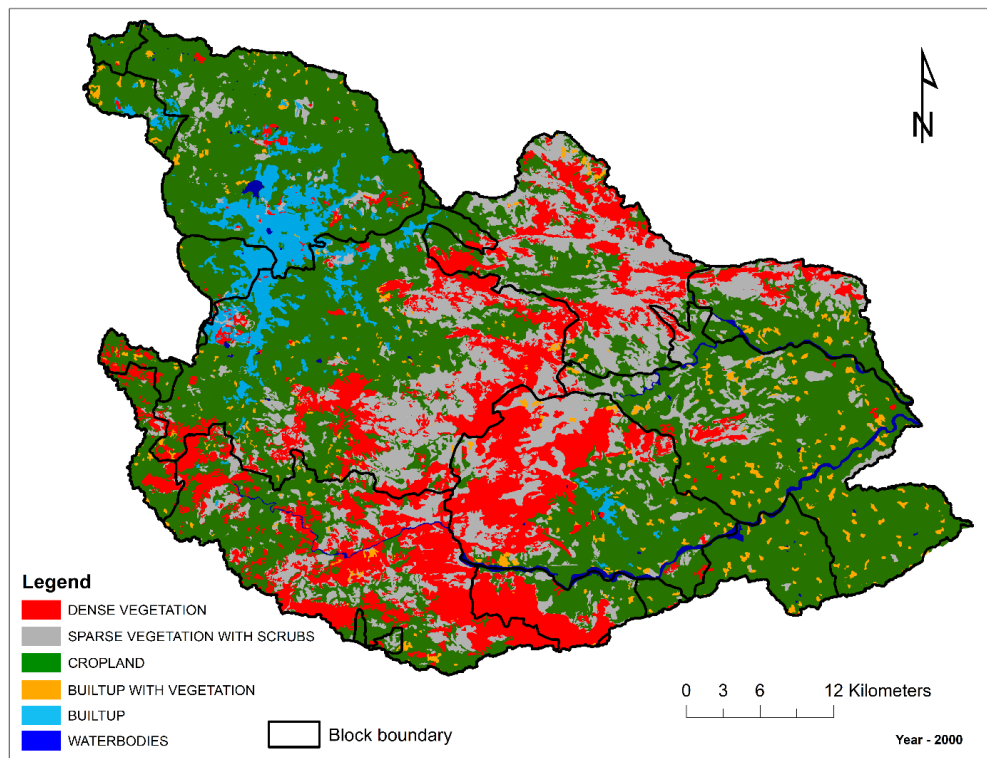 N
Legend
DENSE VEGETATION
SPARSE VEGETATION WITH SCRUBS
CROPLAND
BUILTUP WITH VEGETATION
BUILTUP
WATERBODIES
Block boundary
0 3 6 12 Kilometers
Year - 2000